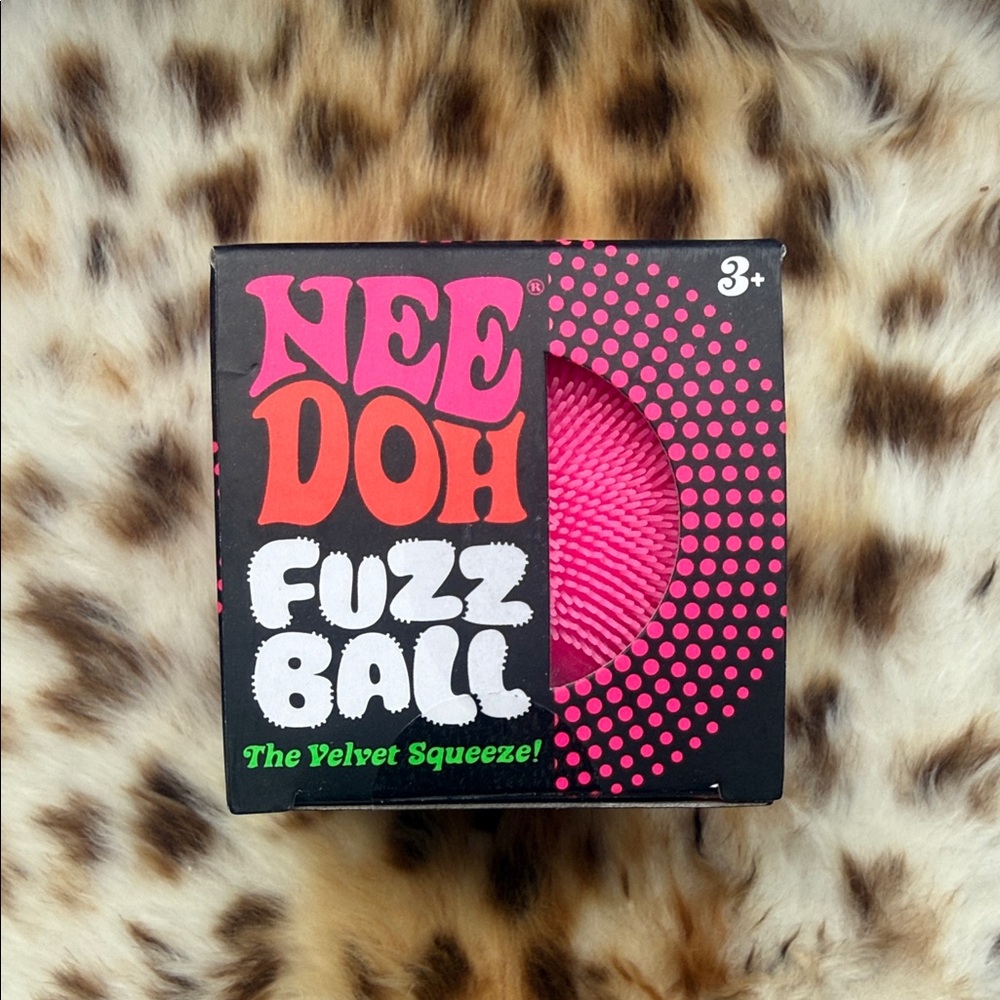 NEE®
DOH
FUZZ
BALL
The Velvet Squeeze!
3+